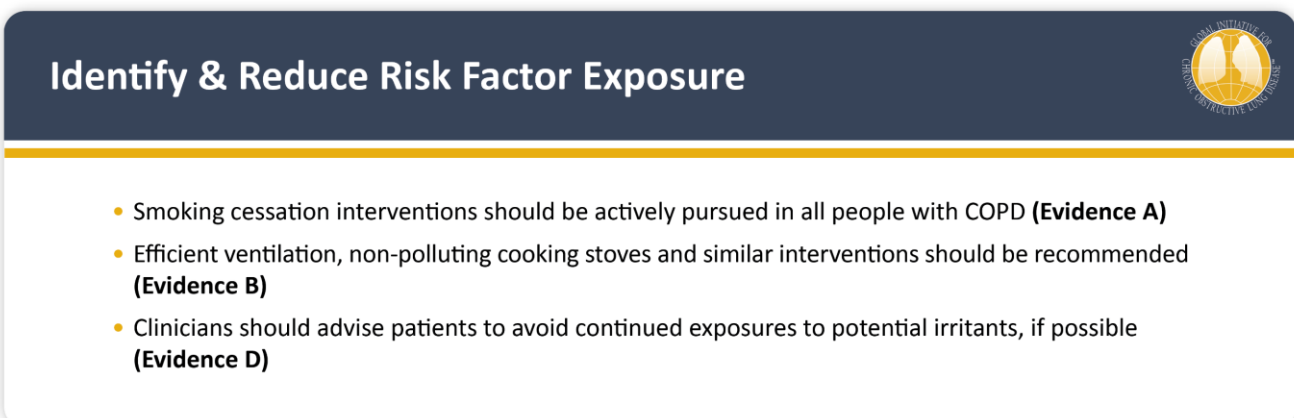 Identify & Reduce Risk Factor Exposure
GLOBAL INITIATIVE FOR
CHRONIC OBSTRUCTIVE LUNG DISEASE
• Smoking cessation interventions should be actively pursued in all people with COPD (Evidence A)
• Efficient ventilation, non-polluting cooking stoves and similar interventions should be recommended
(Evidence B)
• Clinicians should advise patients to avoid continued exposures to potential irritants, if possible
(Evidence D)